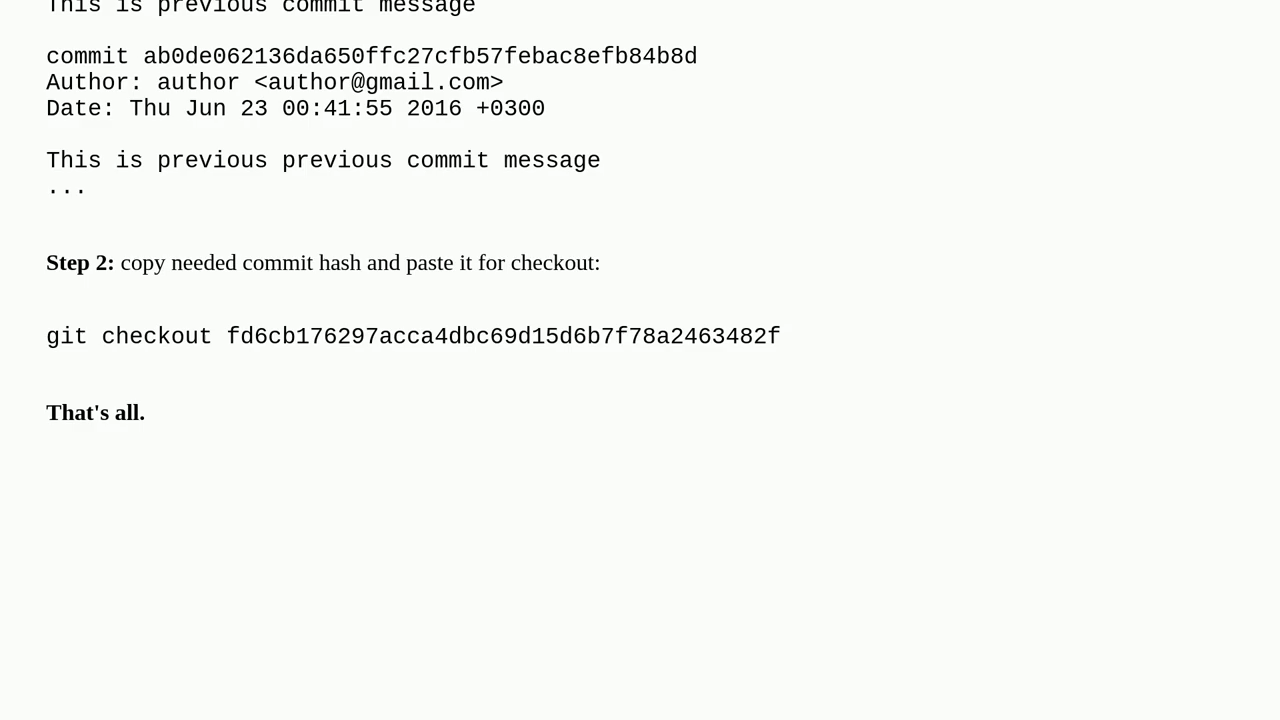 This is previous commit message
commit ab0de062136da650ffc27cfb57febac8efb84b8d
Author: author <author@gmail.com>
Date: Thu Jun 23 00:41:55 2016 +0300
This is previous previous commit message
...
Step 2: copy needed commit hash and paste it for checkout:
git checkout fd6cb176297acca4dbc69d15d6b7f78a2463482f
That's all.